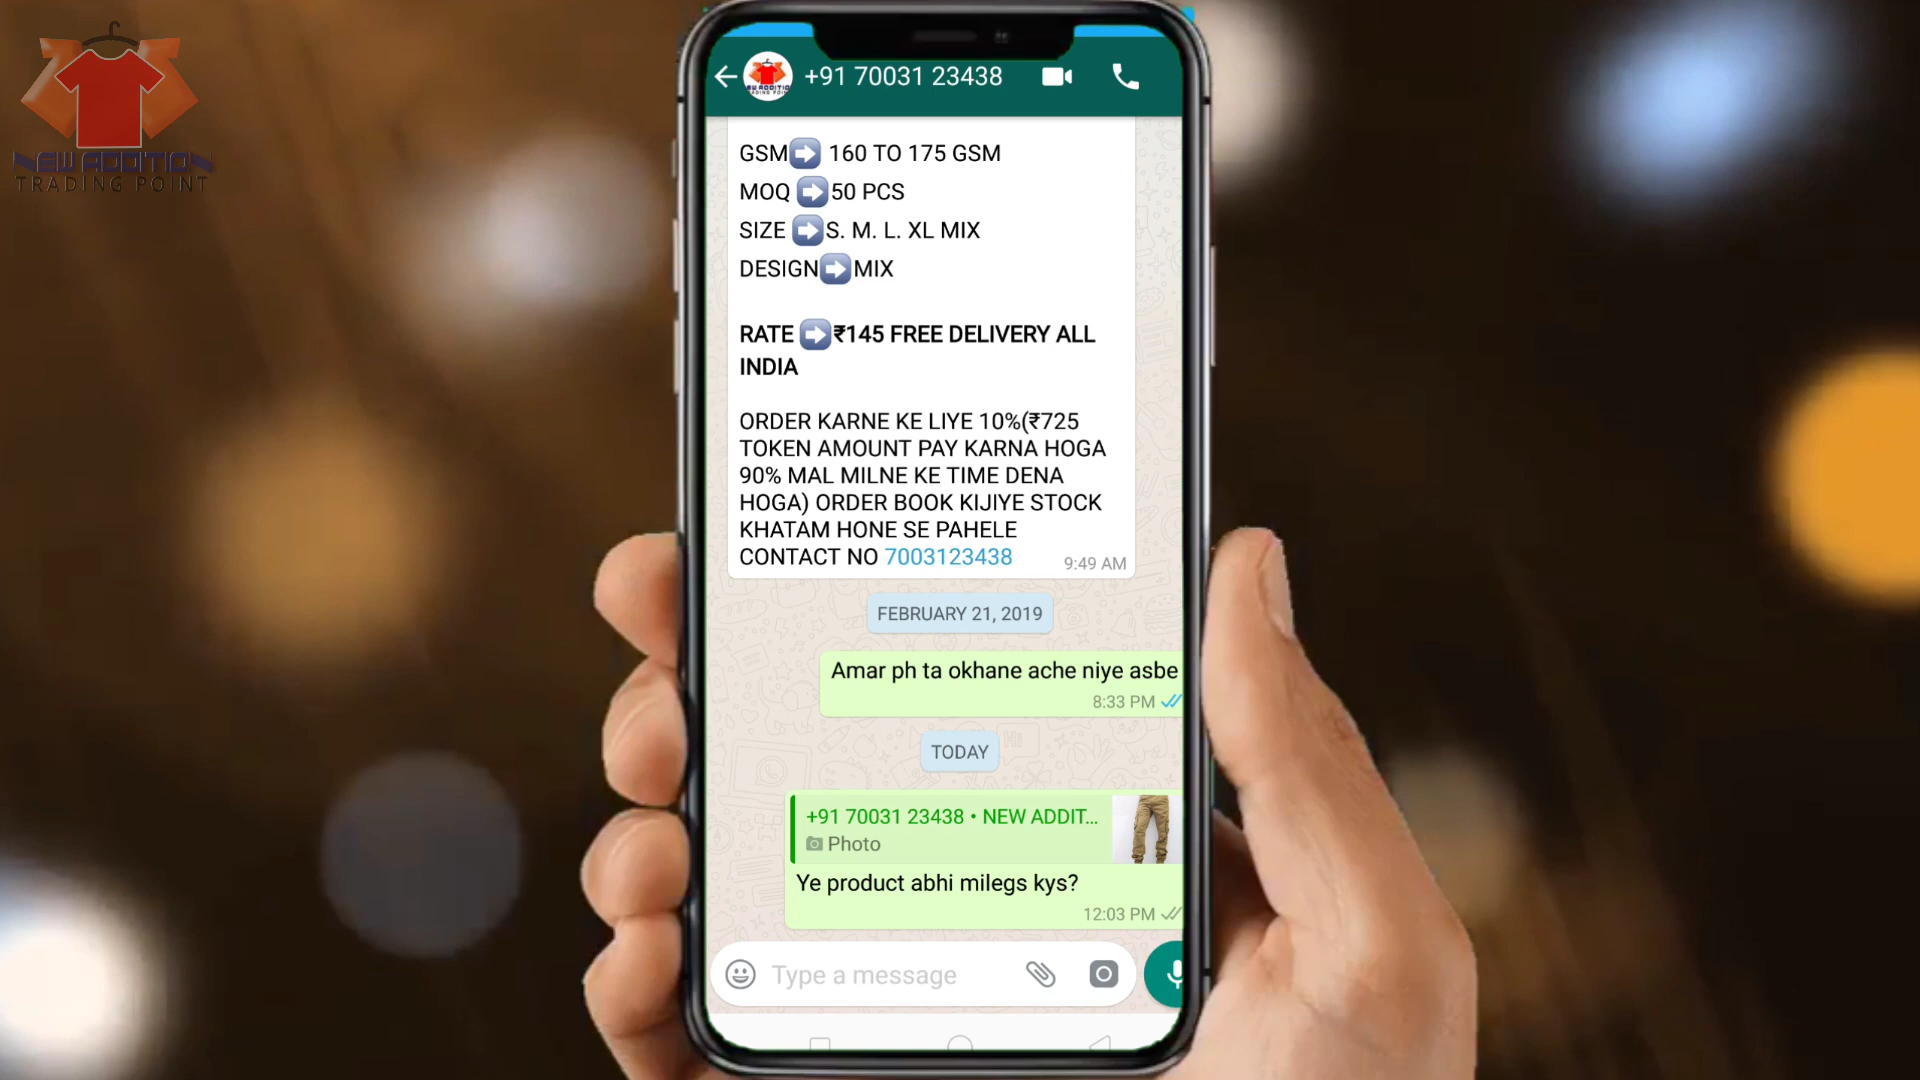 NEW ADDITION
TRADING POINT
+91 70031 23438
GSM➡ 160 TO 175 GSM
MOQ ➡50 PCS
SIZE ➡S. M. L. XL MIX
DESIGN➡MIX
RATE ➡₹145 FREE DELIVERY ALL
INDIA
ORDER KARNE KE LIYE 10%(₹725
TOKEN AMOUNT PAY KARNA HOGA
90% MAL MILNE KE TIME DENA
HOGA) ORDER BOOK KIJIYE STOCK
KHATAM HONE SE PAHELE
CONTACT NO 7003123438
9:49 AM
FEBRUARY 21, 2019
Amar ph ta okhane ache niye asbe
8:33 PM
TODAY
+91 70031 23438 • NEW ADDIT...
Photo
Ye product abhi milegs kys?
12:03 PM
Type a message